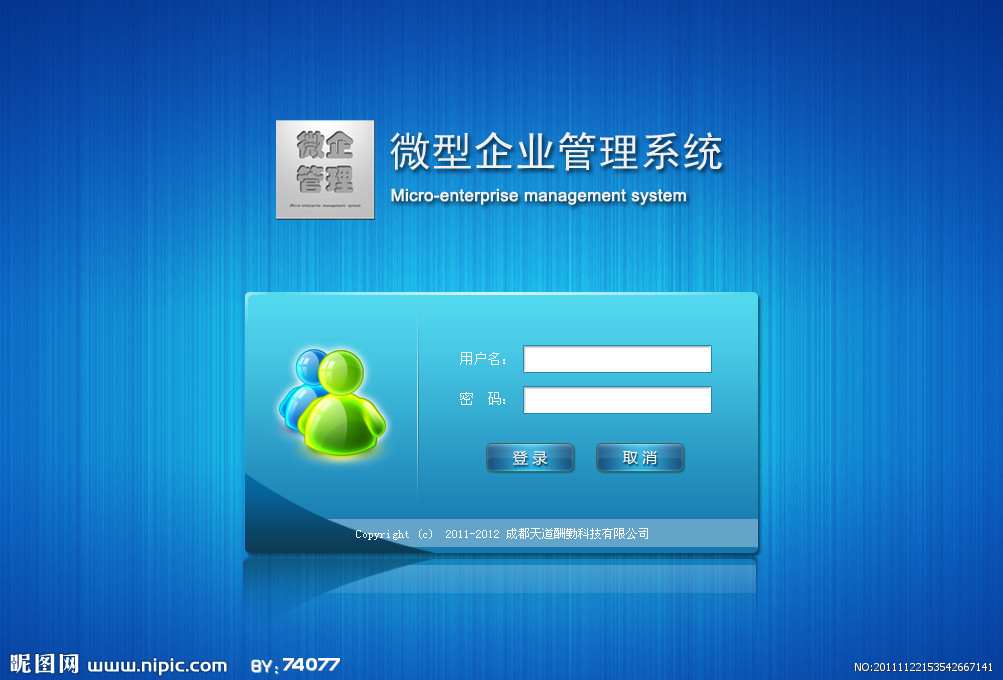 微企
管理
Micro-enterprise management system
微型企业管理系统
Micro-enterprise management system
用户名:
密 码:
登 录
取 消
Copyright (c) 2011-2012 成都天道酬勤科技有限公司
昵图网 www.nipic.com BY:74077
NO:20111122153542667141